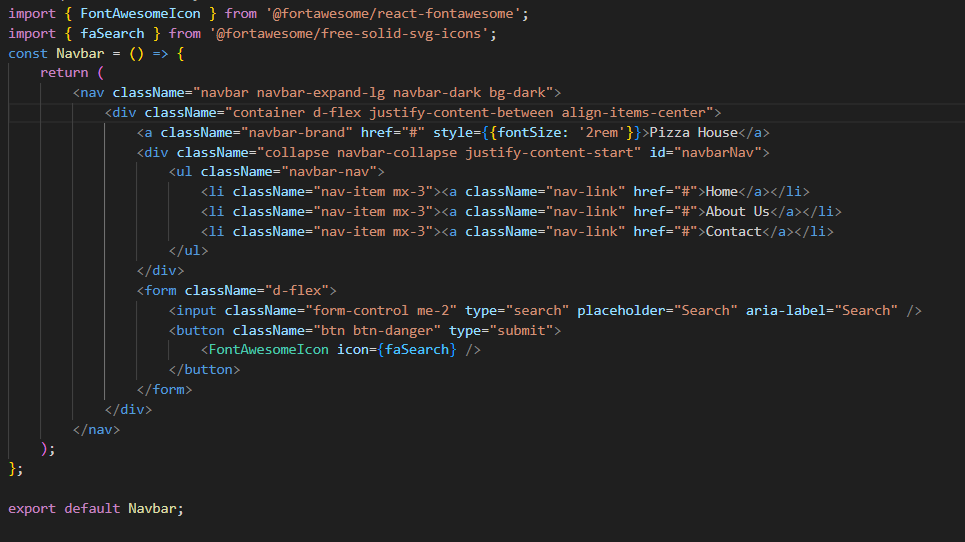 import { FontAwesomeIcon } from '@fortawesome/react-fontawesome';
import { faSearch } from '@fortawesome/free-solid-svg-icons';
const Navbar = () => {
    return (
        <nav className="navbar navbar-expand-lg navbar-dark bg-dark">
            <div className="container d-flex justify-content-between align-items-center">
                <a className="navbar-brand" href="#" style={{fontSize: '2rem'}}>Pizza House</a>
                <div className="collapse navbar-collapse justify-content-start" id="navbarNav">
                    <ul className="navbar-nav">
                        <li className="nav-item mx-3"><a className="nav-link" href="#">Home</a></li>
                        <li className="nav-item mx-3"><a className="nav-link" href="#">About Us</a></li>
                        <li className="nav-item mx-3"><a className="nav-link" href="#">Contact</a></li>
                    </ul>
                </div>
                <form className="d-flex">
                    <input className="form-control me-2" type="search" placeholder="Search" aria-label="Search" />
                    <button className="btn btn-danger" type="submit">
                        <FontAwesomeIcon icon={faSearch} />
                    </button>
                </form>
            </div>
        </nav>
    );
};

export default Navbar;